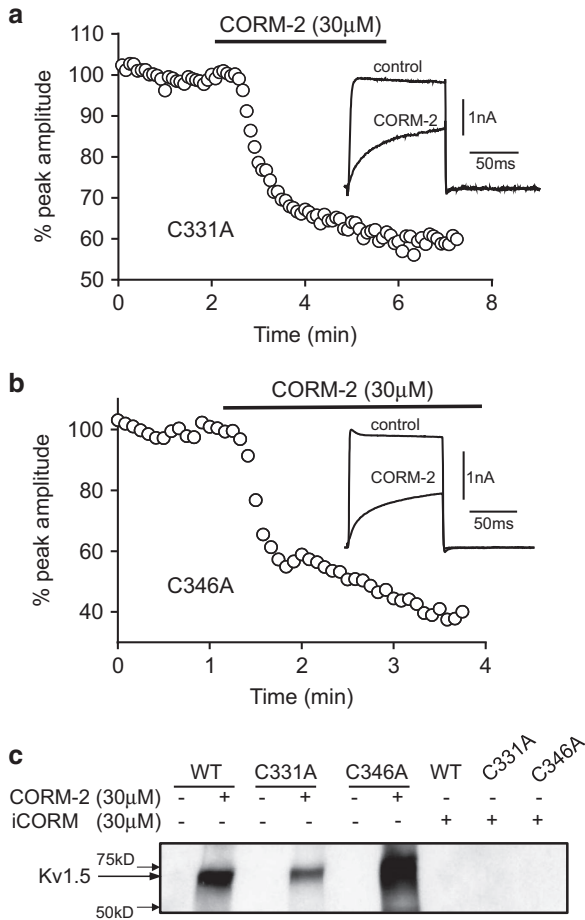 a
CORM-2 (30μM)
% peak amplitude
110
100
90
80
70
60
50
0 2 4 6 8
Time (min)
C331A
control
CORM-2
1nA
50ms
b
CORM-2 (30μM)
% peak amplitude
100
80
60
40
0 1 2 3 4
Time (min)
C346A
control
CORM-2
1nA
50ms
c
WT C331A C346A WT C331A C346A
CORM-2 (30μM) - + - + - + - - -
iCORM (30μM) - - - - - - + + +
75kD
Kv1.5
50kD